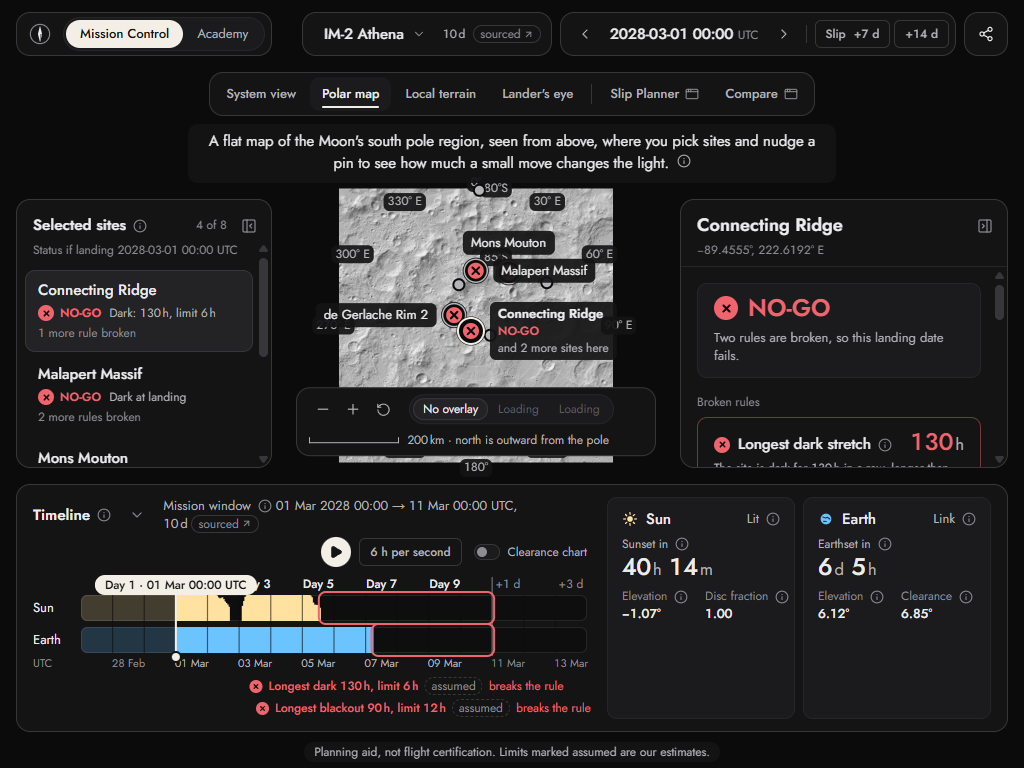 Mission Control
Academy
IM-2 Athena
10 d
sourced ↗
2028-03-01 00:00 UTC
Slip +7 d
+14 d
System view
Polar map
Local terrain
Lander's eye
Slip Planner
Compare
A flat map of the Moon's south pole region, seen from above, where you pick sites and nudge a
pin to see how much a small move changes the light.
Selected sites
4 of 8
Status if landing 2028-03-01 00:00 UTC
Connecting Ridge
NO-GO Dark: 130 h, limit 6 h
1 more rule broken
Malapert Massif
NO-GO Dark at landing
2 more rules broken
Mons Mouton
80°S
330° E
30° E
Mons Mouton
300° E
85°S
60° E
Malapert Massif
de Gerlache Rim 2
Connecting Ridge
NO-GO
and 2 more sites here
No overlay
Loading
Loading
200 km · north is outward from the pole
180°
Connecting Ridge
−89.4555°, 222.6192° E
NO-GO
Two rules are broken, so this landing date
fails.
Broken rules
Longest dark stretch
130 h
Timeline
Mission window 01 Mar 2028 00:00 → 11 Mar 00:00 UTC,
10 d sourced ↗
6 h per second
Clearance chart
Day 1 · 01 Mar 00:00 UTC
Day 5
Day 7
Day 9
+1 d
+3 d
Sun
Earth
UTC
28 Feb
01 Mar
03 Mar
05 Mar
07 Mar
09 Mar
11 Mar
13 Mar
Longest dark 130 h, limit 6 h assumed breaks the rule
Longest blackout 90 h, limit 12 h assumed breaks the rule
Sun
Lit
Sunset in
40 h 14 m
Elevation
Disc fraction
−1.07°
1.00
Earth
Link
Earthset in
6 d 5 h
Elevation
Clearance
6.12°
6.85°
Planning aid, not flight certification. Limits marked assumed are our estimates.